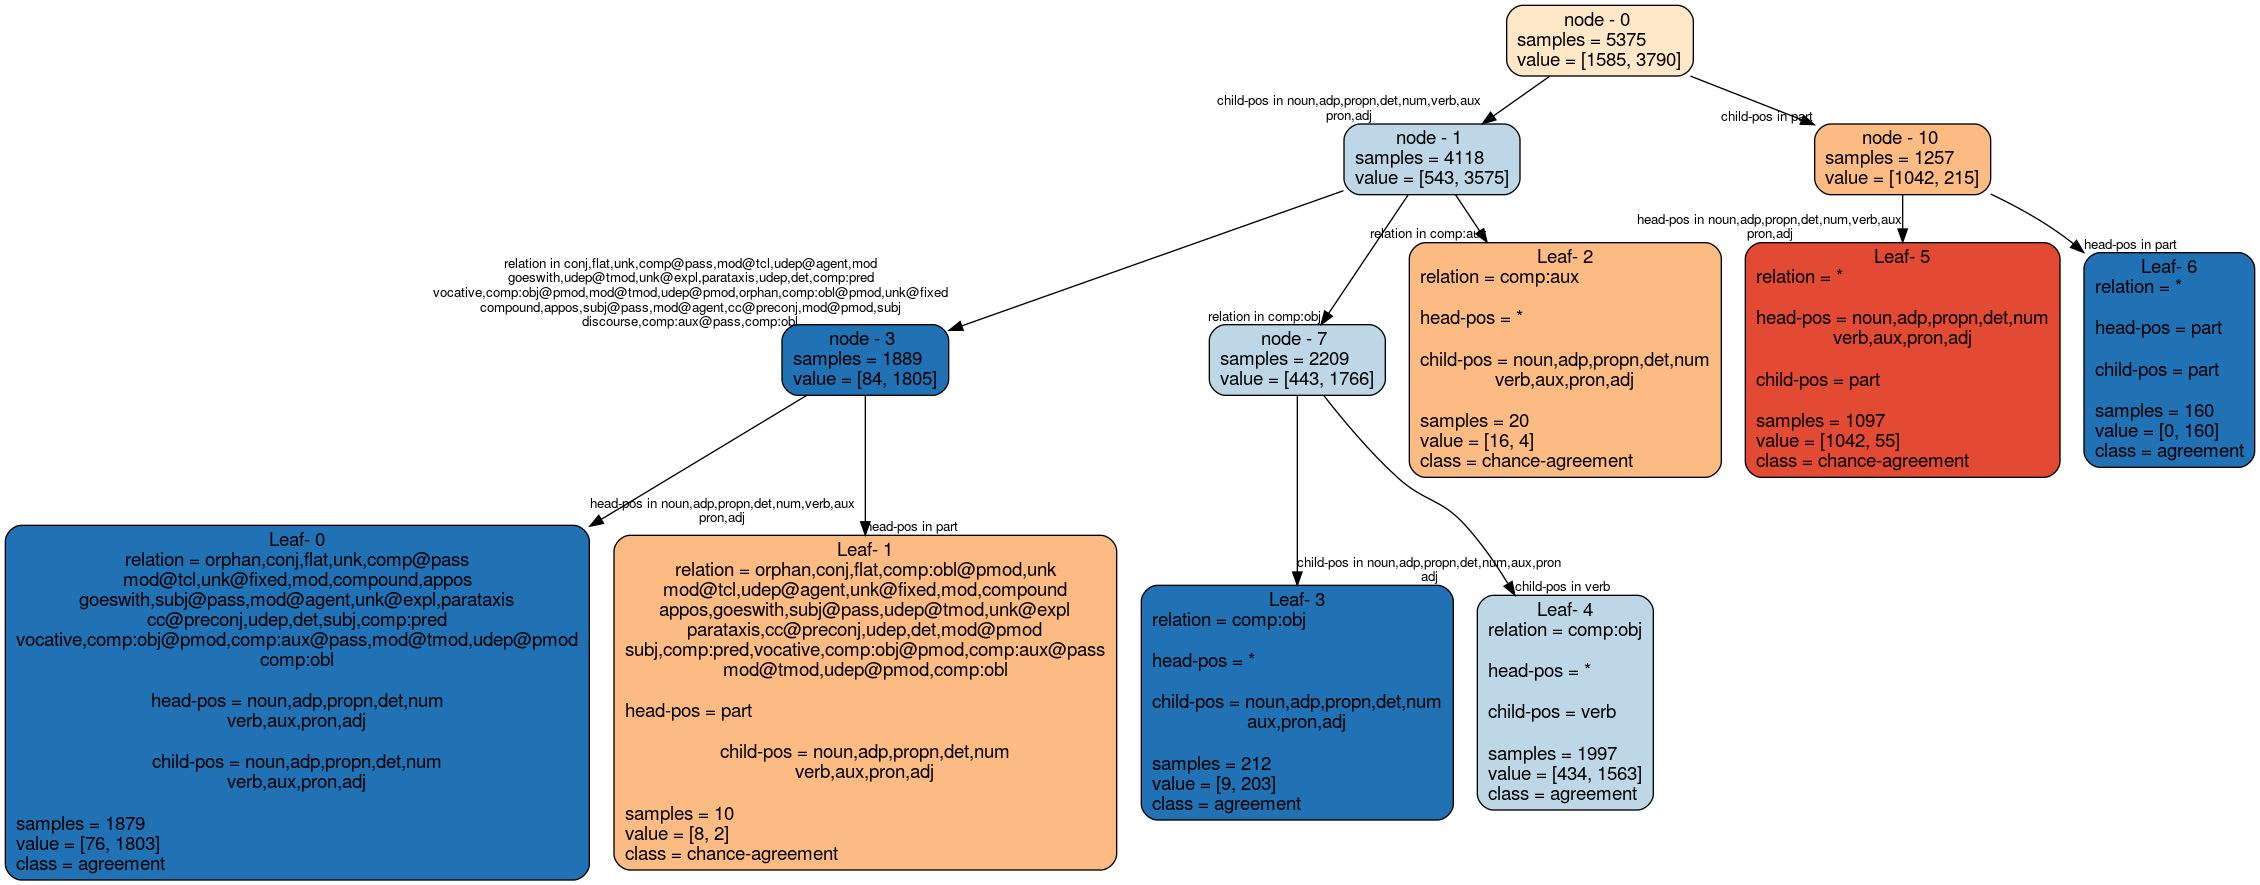 node - 0
samples = 5375
value = [1585, 3790]
child-pos in noun,adp,propn,det,num,verb,aux
pron,adj
child-pos in part
node - 1
samples = 4118
value = [543, 3575]
node - 10
samples = 1257
value = [1042, 215]
relation in conj,flat,unk,comp@pass,mod@tcl,udep@agent,mod
goeswith,udep@tmod,unk@expl,parataxis,udep,det,comp:pred
vocative,comp:obj@pmod,mod@tmod,udep@pmod,orphan,comp:obl@pmod,unk@fixed
compound,appos,subj@pass,mod@agent,cc@preconj,mod@pmod,subj
discourse,comp:aux@pass,comp:obl
relation in comp:obj
relation in comp:aux
head-pos in noun,adp,propn,det,num,verb,aux
pron,adj
head-pos in part
node - 3
samples = 1889
value = [84, 1805]
node - 7
samples = 2209
value = [443, 1766]
Leaf- 2
relation = comp:aux
head-pos = *
child-pos = noun,adp,propn,det,num
verb,aux,pron,adj
samples = 20
value = [16, 4]
class = chance-agreement
Leaf- 5
relation = *
head-pos = noun,adp,propn,det,num
verb,aux,pron,adj
child-pos = part
samples = 1097
value = [1042, 55]
class = chance-agreement
Leaf- 6
relation = *
head-pos = part
child-pos = part
samples = 160
value = [0, 160]
class = agreement
head-pos in noun,adp,propn,det,num,verb,aux
pron,adj
head-pos in part
child-pos in noun,adp,propn,det,num,aux,pron
adj
child-pos in verb
Leaf- 0
relation = orphan,conj,flat,unk,comp@pass
mod@tcl,unk@fixed,mod,compound,appos
goeswith,subj@pass,mod@agent,unk@expl,parataxis
cc@preconj,udep,det,subj,comp:pred
vocative,comp:obj@pmod,comp:aux@pass,mod@tmod,udep@pmod
comp:obl
head-pos = noun,adp,propn,det,num
verb,aux,pron,adj
child-pos = noun,adp,propn,det,num
verb,aux,pron,adj
samples = 1879
value = [76, 1803]
class = agreement
Leaf- 1
relation = orphan,conj,flat,comp:obl@pmod,unk
mod@tcl,udep@agent,unk@fixed,mod,compound
appos,goeswith,subj@pass,udep@tmod,unk@expl
parataxis,cc@preconj,udep,det,mod@pmod
subj,comp:pred,vocative,comp:obj@pmod,comp:aux@pass
mod@tmod,udep@pmod,comp:obl
head-pos = part
child-pos = noun,adp,propn,det,num
verb,aux,pron,adj
samples = 10
value = [8, 2]
class = chance-agreement
Leaf- 3
relation = comp:obj
head-pos = *
child-pos = noun,adp,propn,det,num
aux,pron,adj
samples = 212
value = [9, 203]
class = agreement
Leaf- 4
relation = comp:obj
head-pos = *
child-pos = verb
samples = 1997
value = [434, 1563]
class = agreement